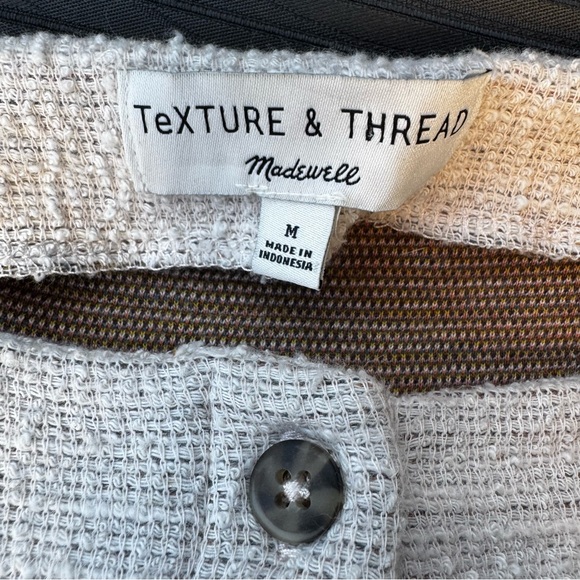 TeXTURE & THREAD
Madewell
M
MADE IN
INDONESIA